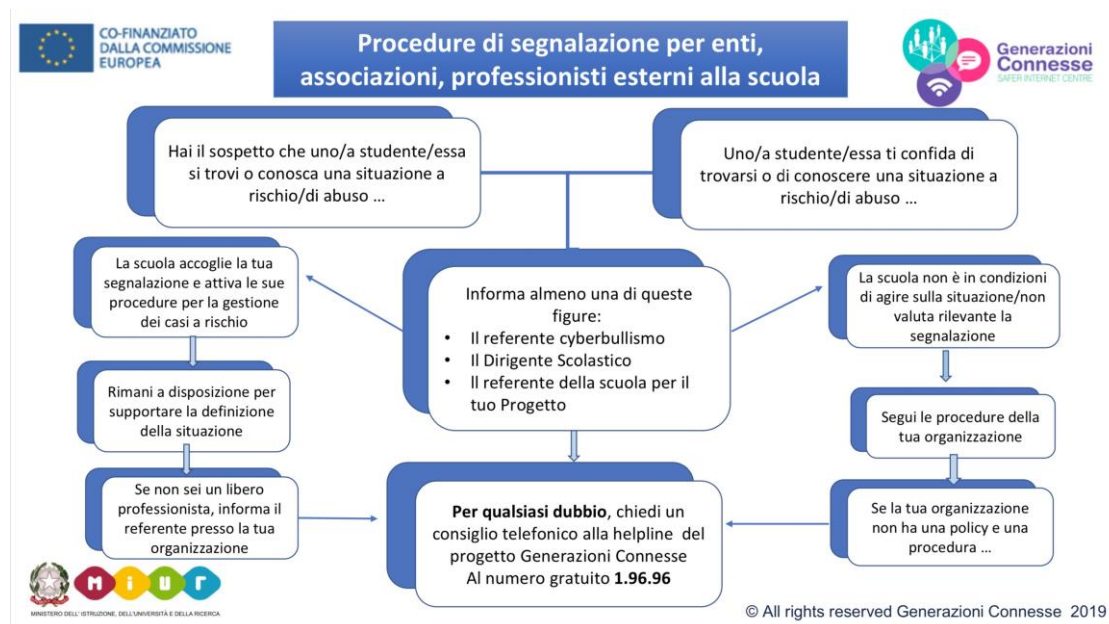 CO-FINANZIATO
DALLA COMMISSIONE
EUROPEA
Procedure di segnalazione per enti,
associazioni, professionisti esterni alla scuola
Generazioni
Connesse
SAFER INTERNET CENTRE
Hai il sospetto che uno/a studente/essa
si trovi o conosca una situazione a
rischio/di abuso …
Uno/a studente/essa ti confida di
trovarsi o di conoscere una situazione a
rischio/di abuso …
La scuola accoglie la tua
segnalazione e attiva le sue
procedure per la gestione
dei casi a rischio
Informa almeno una di queste
figure:
• Il referente cyberbullismo
• Il Dirigente Scolastico
• Il referente della scuola per il
tuo Progetto
La scuola non è in condizioni
di agire sulla situazione/non
valuta rilevante la
segnalazione
Rimani a disposizione per
supportare la definizione
della situazione
Segui le procedure della
tua organizzazione
Se non sei un libero
professionista, informa il
referente presso la tua
organizzazione
Per qualsiasi dubbio, chiedi un
consiglio telefonico alla helpline del
progetto Generazioni Connesse
Al numero gratuito 1.96.96
Se la tua organizzazione
non ha una policy e una
procedura …
MIUR
MINISTERO DELL' ISTRUZIONE, DELL'UNIVERSITÀ E DELLA RICERCA
© All rights reserved Generazioni Connesse 2019